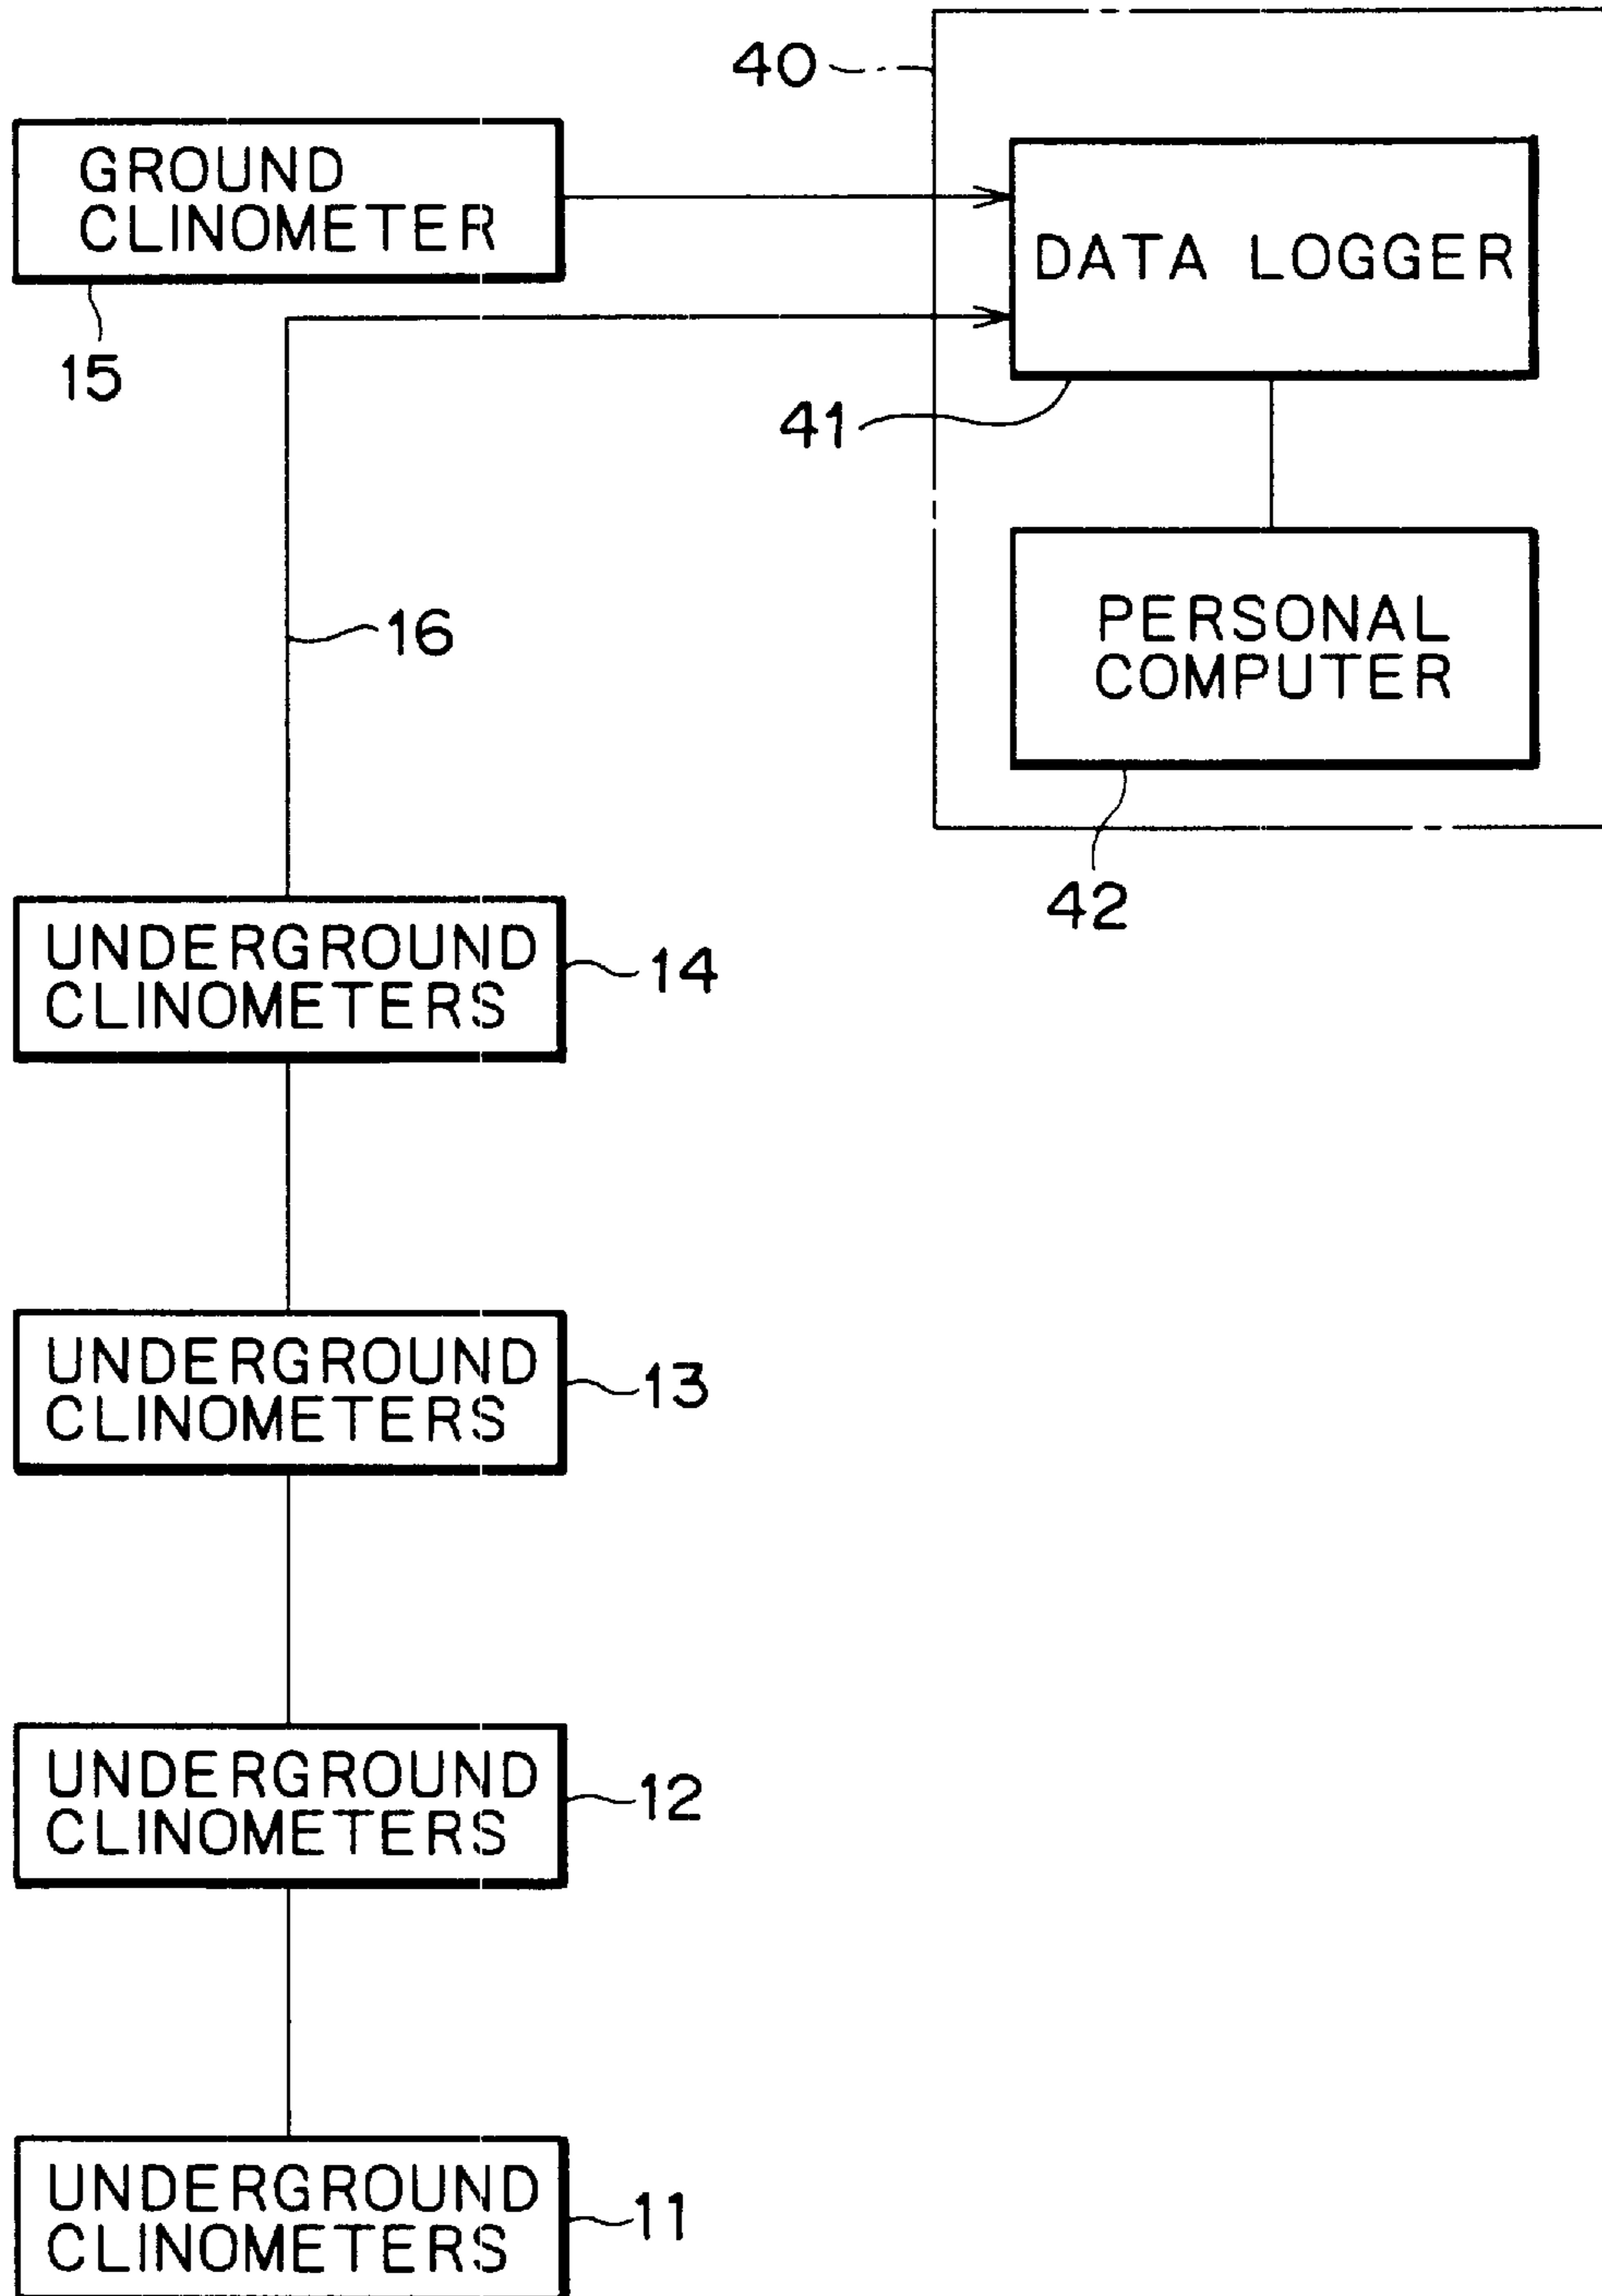 40
GROUND
CLINOMETER
DATA LOGGER
15
41
16
PERSONAL
COMPUTER
42
UNDERGROUND
CLINOMETERS
14
UNDERGROUND
CLINOMETERS
13
UNDERGROUND
CLINOMETERS
12
UNDERGROUND
CLINOMETERS
11